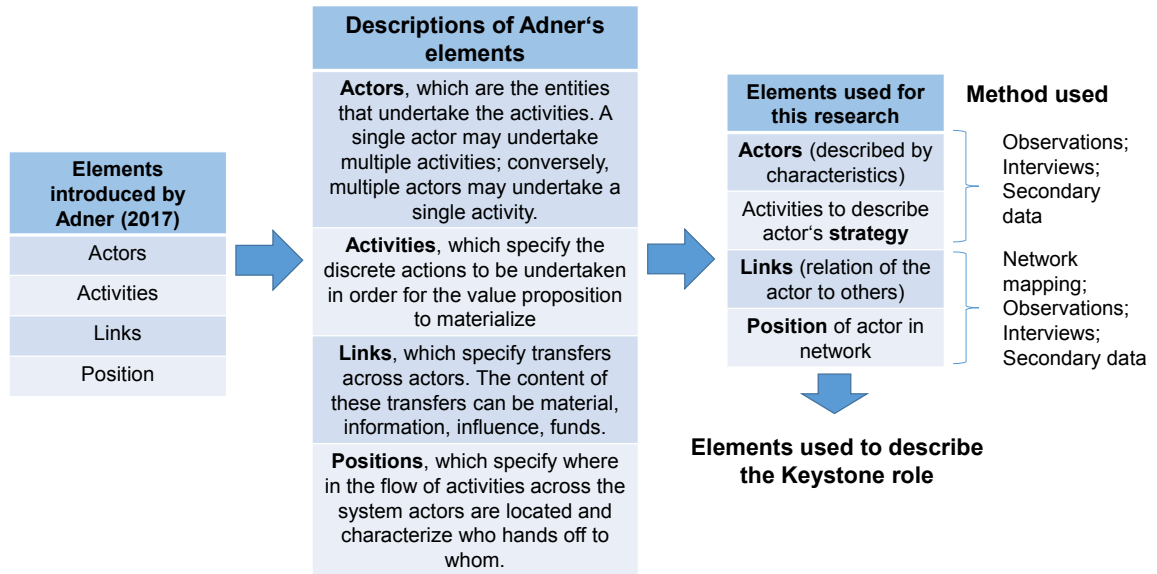 Elements
introduced by
Adner (2017)
Actors
Activities
Links
Position
Descriptions of Adner‘s
elements
Actors, which are the entities
that undertake the activities. A
single actor may undertake
multiple activities; conversely,
multiple actors may undertake a
single activity.
Activities, which specify the
discrete actions to be undertaken
in order for the value proposition
to materialize
Links, which specify transfers
across actors. The content of
these transfers can be material,
information, influence, funds.
Positions, which specify where
in the flow of activities across the
system actors are located and
characterize who hands off to
whom.
Elements used for
this research
Actors (described by
characteristics)
Activities to describe
actor‘s strategy
Links (relation of the
actor to others)
Position of actor in
network
Method used
Observations;
Interviews;
Secondary
data
Network
mapping;
Observations;
Interviews;
Secondary data
Elements used to describe
the Keystone role